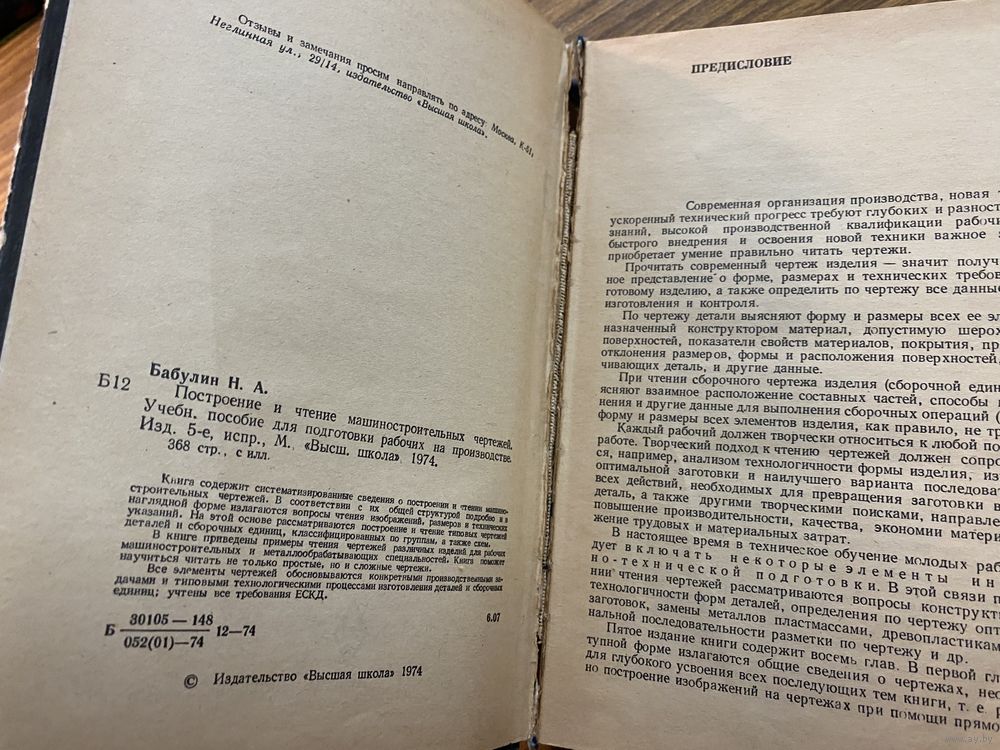 Отзывы и замечания просим направлять по адресу: Москва, К-51,
Неглинная ул., 29/14, издательство «Высшая школа».
Бабулин Н. А.
Б12
Построение и чтение машиностроительных чертежей.
Учебн. пособие для подготовки рабочих на производстве.
Изд. 5-е, испр., М. «Высш. школа» 1974.
368 стр., с илл.
Книга содержит систематизированные сведения о построении и чтении машино-
строительных чертежей. В соответствии с их общей структурой подробно и в
наглядной форме излагаются вопросы чтения изображений, размеров и технических
указаний. На этой основе рассматриваются построение и чтение типовых чертежей
деталей и сборочных единиц, классифицированных по группам, а также схем.
В книге приведены примеры чтения чертежей различных изделий для рабочих
машиностроительных и металлообрабатывающих специальностей. Книга поможет
научиться читать не только простые, но и сложные чертежи.
Все элементы чертежей обосновываются конкретными производственными за-
дачами и типовыми технологическими процессами изготовления деталей и сборочных
единиц; учтены все требования ЕСКД.
30105—148
Б 12—74
052(01)—74
6.07
© Издательство «Высшая школа» 1974
ПРЕДИСЛОВИЕ
Современная организация производства, новая
ускоренный технический прогресс требуют глубоких и разност
знаний, высокой производственной квалификации рабоч
быстрого внедрения и освоения новой техники важное
приобретает умение правильно читать чертежи.
Прочитать современный чертеж изделия — значит получ
ное представление о форме, размерах и технических требов
готовому изделию, а также определить по чертежу все данны
изготовления и контроля.
По чертежу детали выясняют форму и размеры всех ее эл
назначенный конструктором материал, допустимую шерох
поверхностей, показатели свойств материалов, покрытия, пр
отклонения размеров, формы и расположения поверхностей,
чивающих деталь, и другие данные.
При чтении сборочного чертежа изделия (сборочной един
ясняют взаимное расположение составных частей, способы
нения и другие данные для выполнения сборочных операций (
форму и размеры всех элементов изделия, как правило, не тр
Каждый рабочий должен творчески относиться к любой по
работе. Творческий подход к чтению чертежей должен сопро
ся, например, анализом технологичности формы изделия, из
оптимальной заготовки и наилучшего варианта последова
всех действий, необходимых для превращения заготовки в
деталь, а также другими творческими поисками, направле
повышение производительности, качества, экономии матери
жение трудовых и материальных затрат.
В настоящее время в техническое обучение молодых раб
дует включать некоторые элементы ин
но-технической подготовки. В этой связи п
нии чтения чертежей рассматриваются вопросы конструкти
технологичности форм деталей, определения по чертежу опт
заготовок, замены металлов пластмассами, древопластикам
нальной последовательности разметки по чертежу и др.
Пятое издание книги содержит восемь глав. В первой гл
тупной форме излагаются общие сведения о чертежах, нео
для глубокого усвоения всех последующих тем книги, т. е. р
но построение изображений на чертежах при помощи прямо
www.ay.by